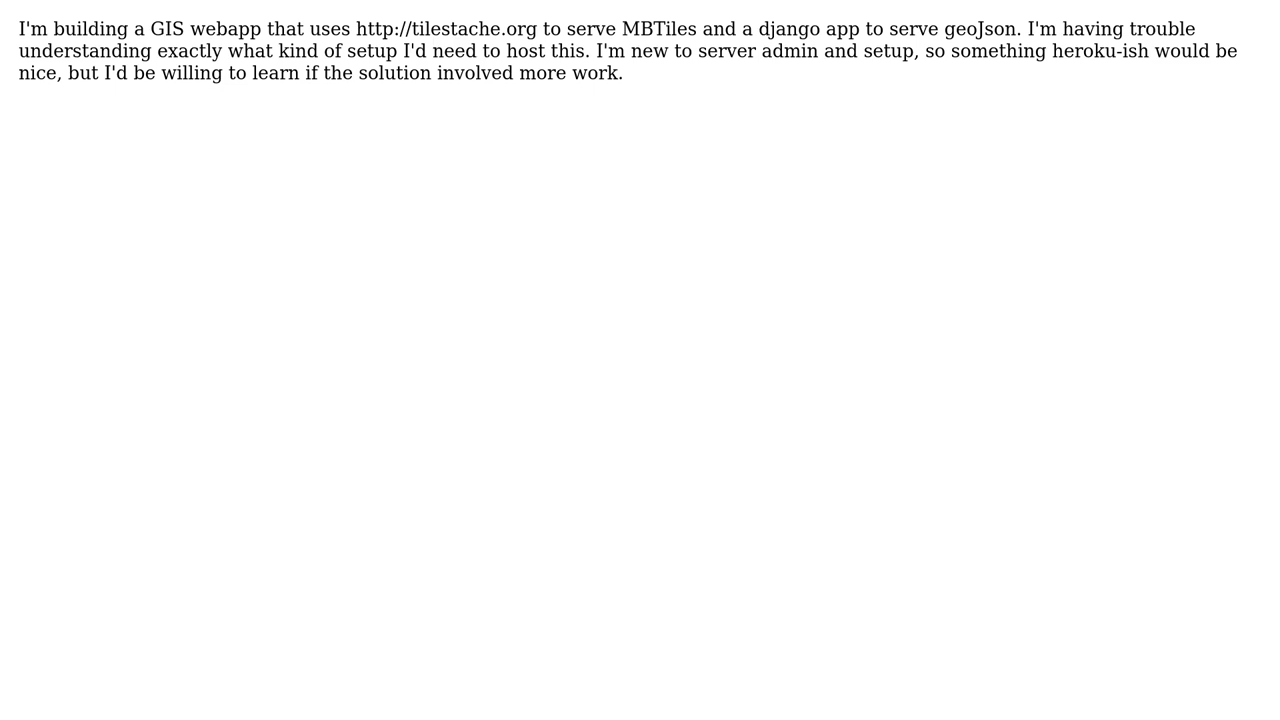 I'm building a GIS webapp that uses http://tilestache.org to serve MBTiles and a django app to serve geoJson. I'm having trouble
understanding exactly what kind of setup I'd need to host this. I'm new to server admin and setup, so something heroku-ish would be
nice, but I'd be willing to learn if the solution involved more work.